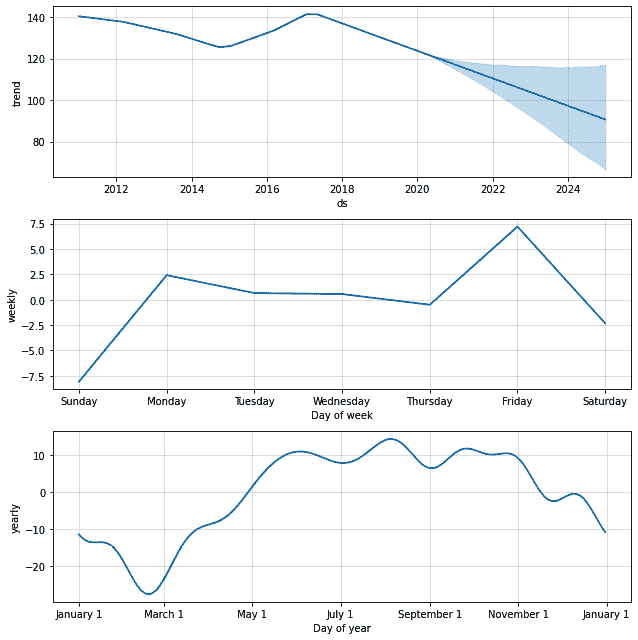 140
120
100
80
trend
2012 2014 2016 2018 2020 2022 2024
ds
7.5
5.0
2.5
0.0
−2.5
−5.0
−7.5
weekly
Sunday Monday Tuesday Wednesday Thursday Friday Saturday
Day of week
10
0
−10
−20
yearly
January 1 March 1 May 1 July 1 September 1 November 1 January 1
Day of year